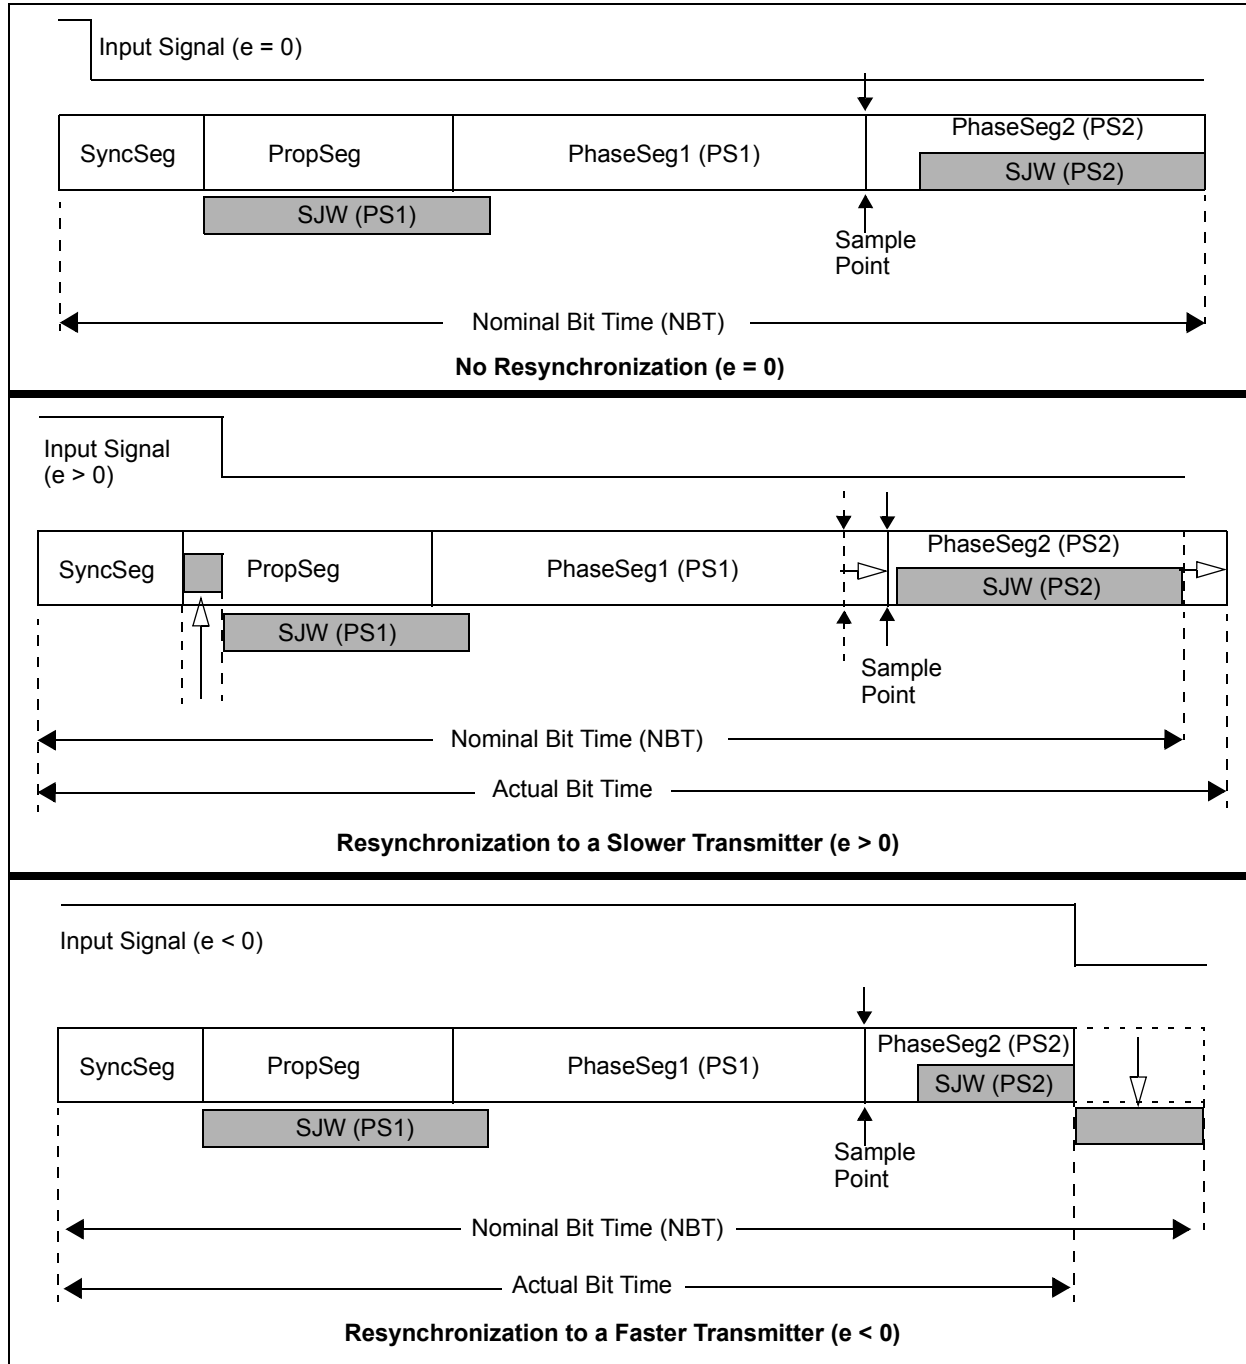 Input Signal (e = 0)
SyncSeg
PropSeg
PhaseSeg1 (PS1)
PhaseSeg2 (PS2)
SJW (PS2)
SJW (PS1)
Sample
Point
Nominal Bit Time (NBT)
No Resynchronization (e = 0)
Input Signal
(e > 0)
SyncSeg
PropSeg
PhaseSeg1 (PS1)
PhaseSeg2 (PS2)
SJW (PS2)
SJW (PS1)
Sample
Point
Nominal Bit Time (NBT)
Actual Bit Time
Resynchronization to a Slower Transmitter (e > 0)
Input Signal (e < 0)
SyncSeg
PropSeg
PhaseSeg1 (PS1)
PhaseSeg2 (PS2)
SJW (PS2)
SJW (PS1)
Sample
Point
Nominal Bit Time (NBT)
Actual Bit Time
Resynchronization to a Faster Transmitter (e < 0)